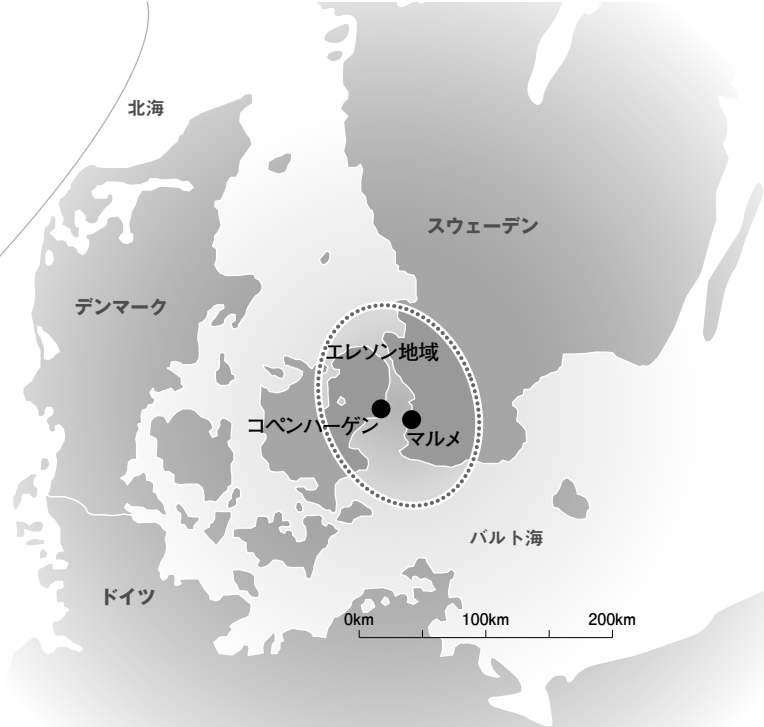 北海
スウェーデン
デンマーク
エレソン地域
コペンハーゲン
マルメ
バルト海
ドイツ
0km 100km 200km